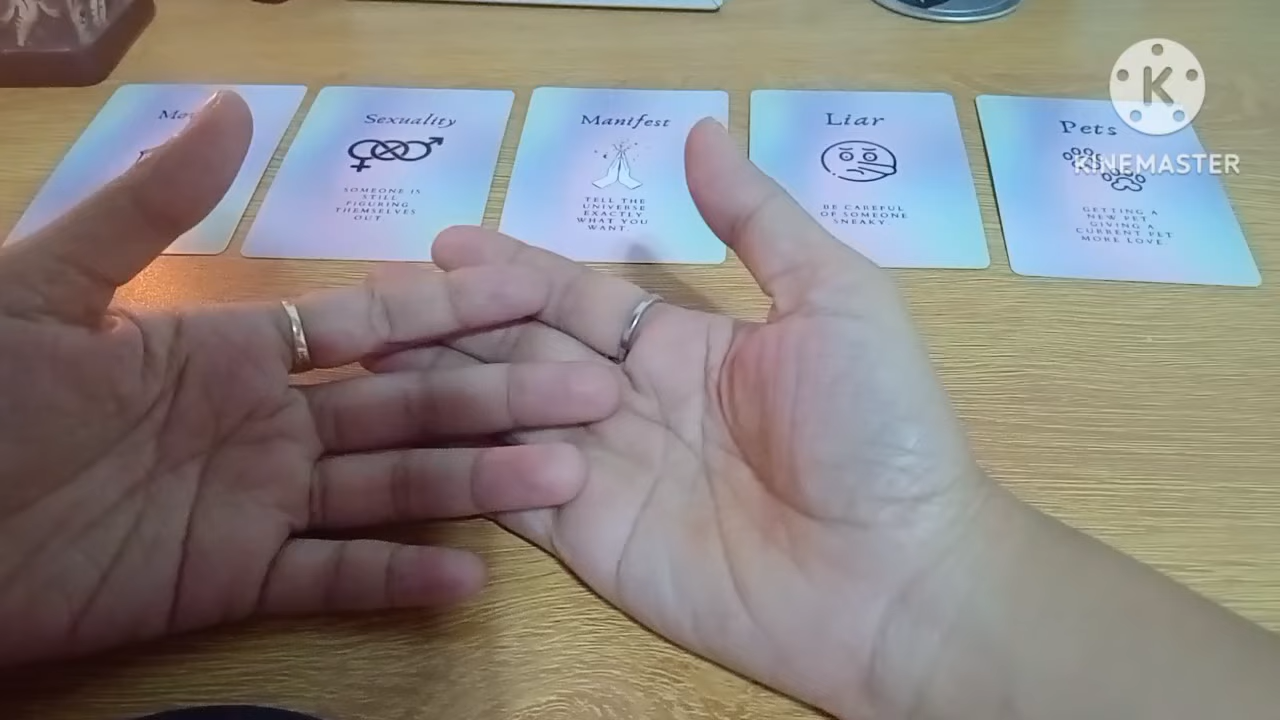 Sexuality
SOMEONE IS
STILL
FIGURING
THEMSELVES
OUT
Manifest
TELL THE
UNIVERSE
EXACTLY
WHAT YOU
WANT.
Liar
BE CAREFUL
OF SOMEONE
SNEAKY.
Pets
GETTING A
NEW PET.
GIVING A
CURRENT PET
MORE LOVE.
K
KINEMASTER